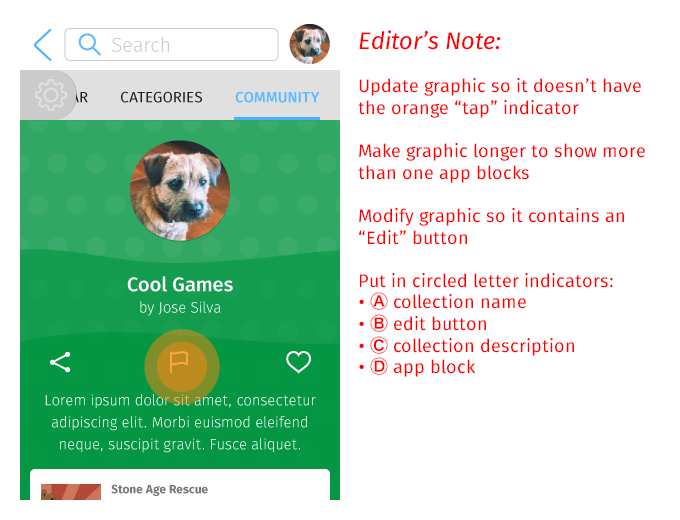 Search
AR CATEGORIES COMMUNITY
Cool Games
by Jose Silva
Lorem ipsum dolor sit amet, consectetur
adipiscing elit. Morbi euismod eleifend
neque, suscipit gravit. Fusce aliquet.
Stone Age Rescue
Editor's Note:
Update graphic so it doesn't have
the orange “tap” indicator
Make graphic longer to show more
than one app blocks
Modify graphic so it contains an
“Edit” button
Put in circled letter indicators:
• Ⓐ collection name
• Ⓑ edit button
• Ⓒ collection description
• Ⓓ app block